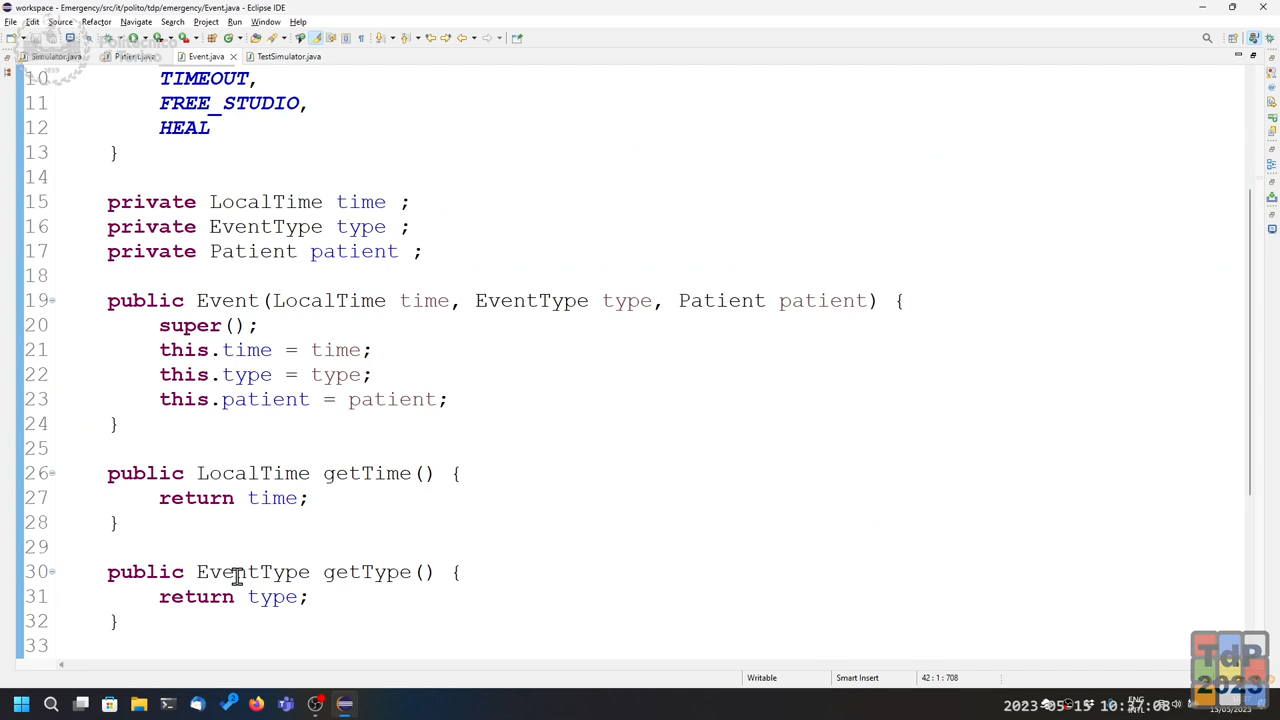 workspace - Emergency/src/it/polito/tdp/emergency/Event.java - Eclipse IDE
File Edit Source Refactor Navigate Search Project Run Window Help
Simulator.java Patient.java Event.java TestSimulator.java
10 TIMEOUT,
11 FREE_STUDIO,
12 HEAL
13 }
14
15 private LocalTime time ;
16 private EventType type ;
17 private Patient patient ;
18
19 public Event(LocalTime time, EventType type, Patient patient) {
20 super();
21 this.time = time;
22 this.type = type;
23 this.patient = patient;
24 }
25
26 public LocalTime getTime() {
27 return time;
28 }
29
30 public EventType getType() {
31 return type;
32 }
33
Writable Smart Insert 42 : 1 : 708
TdP
2023
ENG
INTL